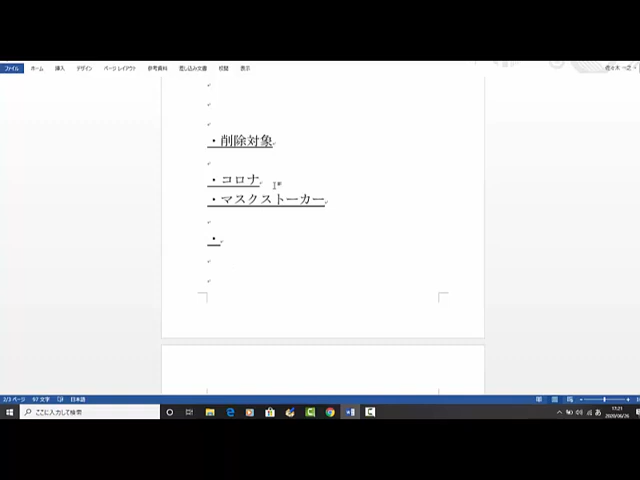 ファイル ホーム 挿入 デザイン ページ レイアウト 参考資料 差し込み文書 校閲 表示
・削除対象
・コロナ
・マスクストーカー
・
2/3 ページ 97 文字 日本語
ここに入力して検索
11:21
2020/06/26